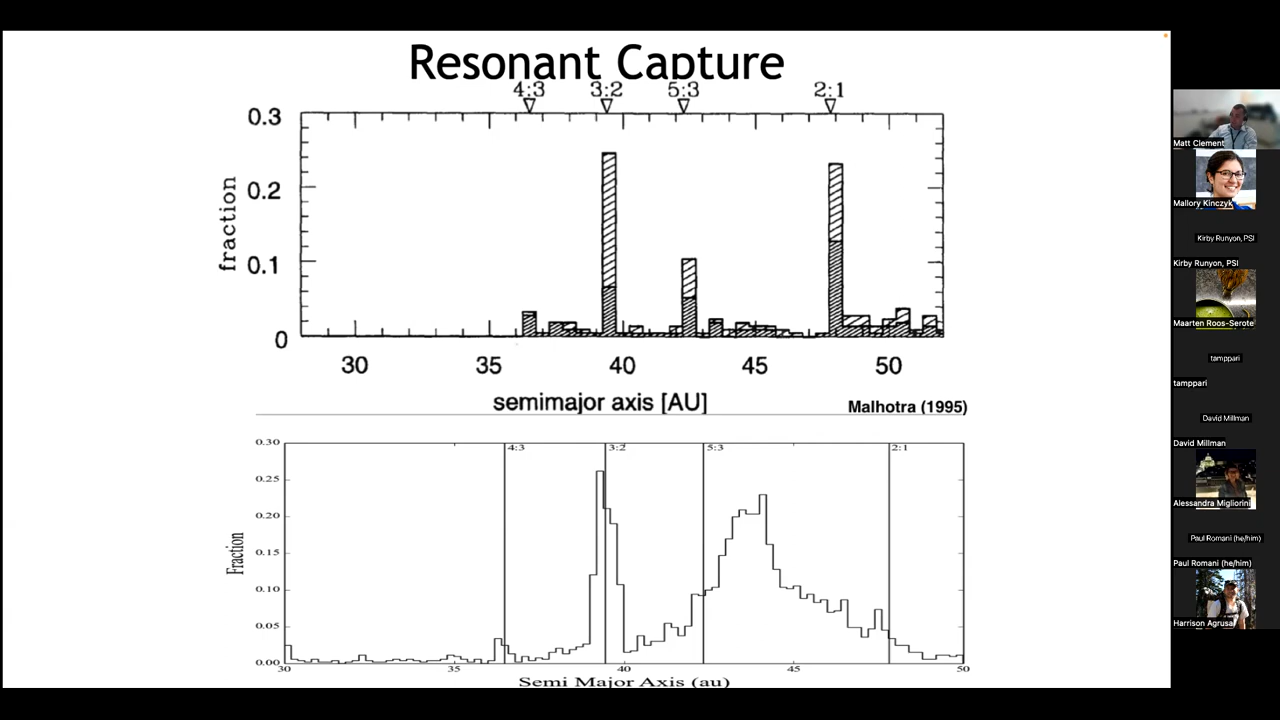 Resonant Capture
4:3 3:2 5:3 2:1
0.3
0.2
0.1
0
fraction
30 35 40 45 50
semimajor axis [AU]
Malhotra (1995)
4:3 3:2 5:3 2:1
0.30
0.25
0.20
0.15
0.10
0.05
0.00
Fraction
30 35 40 45 50
Semi Major Axis (au)
Matt Clement
Mallory Kinczyk
Kirby Runyon, PSI
Kirby Runyon, PSI
Maarten Roos-Serote
tamppari
tamppari
David Millman
David Millman
Alessandra Migliorini
Paul Romani (he/him)
Paul Romani (he/him)
Harrison Agrusa